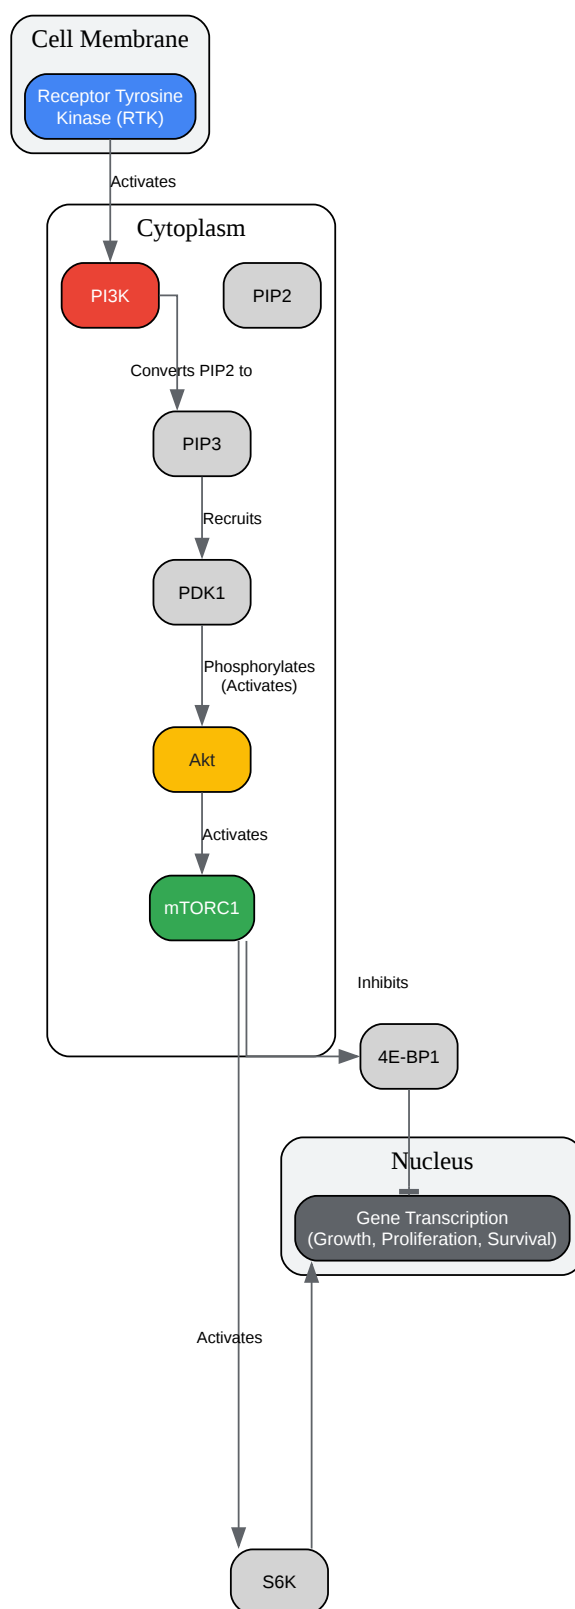 Cell Membrane
Receptor Tyrosine
Kinase (RTK)
Activates
Cytoplasm
PI3K
PIP2
Converts PIP2 to
PIP3
Recruits
PDK1
Phosphorylates
(Activates)
Akt
Activates
mTORC1
Inhibits
4E-BP1
Nucleus
Gene Transcription
(Growth, Proliferation, Survival)
Activates
S6K